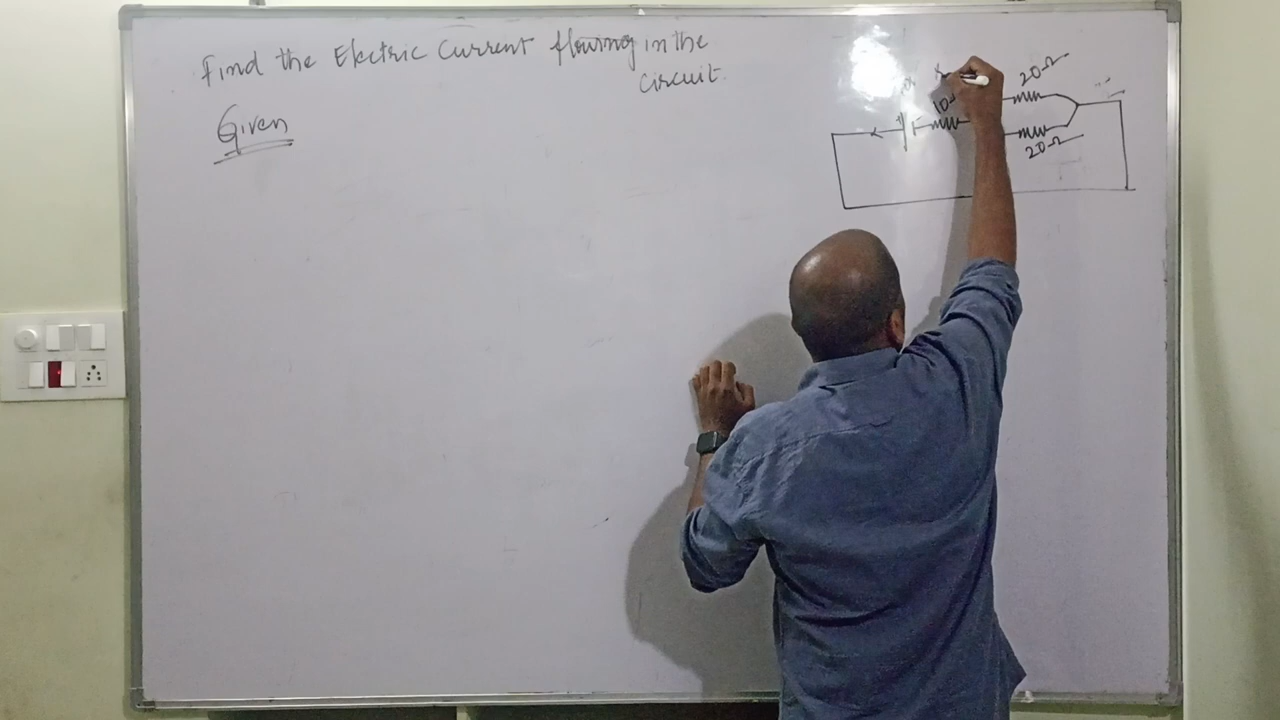 Find the Electric Current flowing in the
circuit.
Given
20Ω
10Ω
20Ω